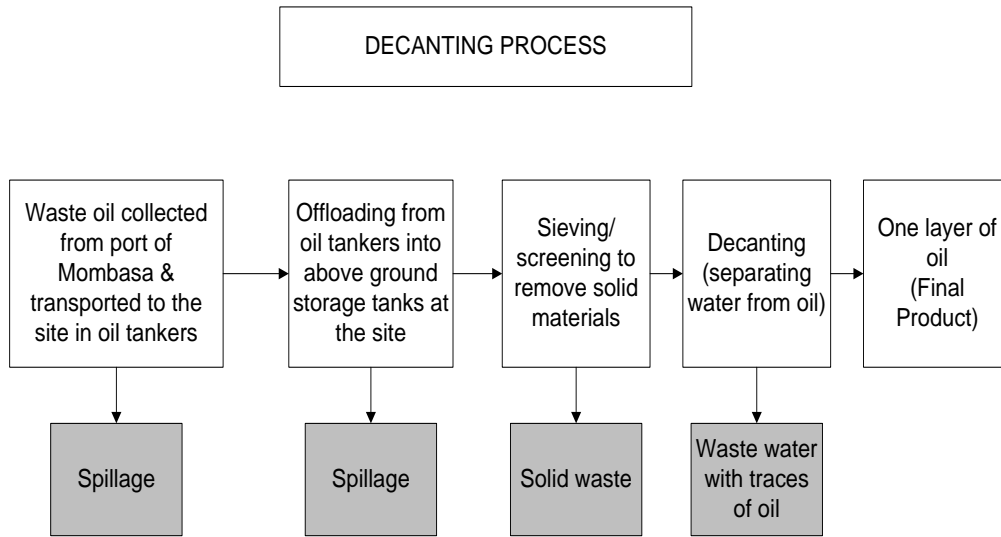 DECANTING PROCESS
Waste oil collected
from port of
Mombasa &
transported to the
site in oil tankers
Offloading from
oil tankers into
above ground
storage tanks at
the site
Sieving/
screening to
remove solid
materials
Decanting
(separating
water from oil)
One layer of
oil
(Final
Product)
Spillage
Spillage
Solid waste
Waste water
with traces
of oil